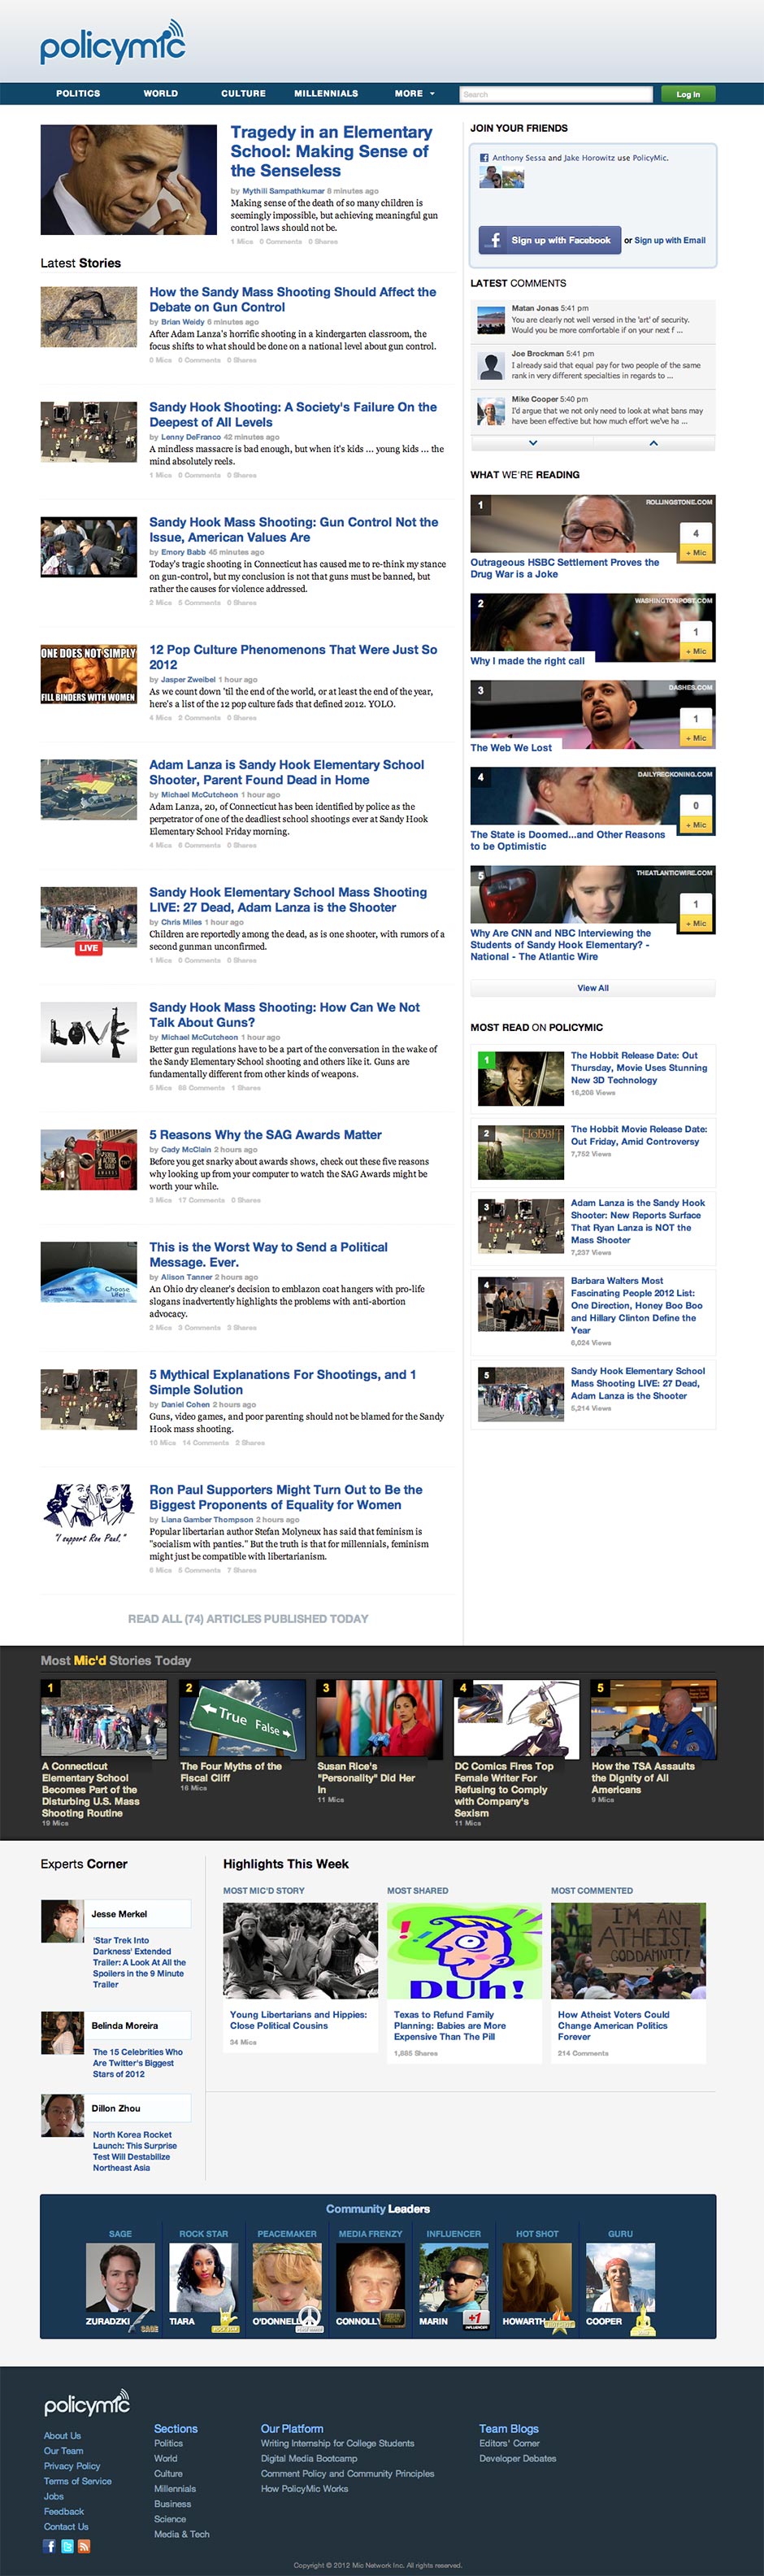 policymic
POLITICS
WORLD
CULTURE
MILLENNIALS
MORE
Search
Log In
Tragedy in an Elementary
School: Making Sense of
the Senseless
by Mythili Sampathkumar 8 minutes ago
Making sense of the death of so many children is
seemingly impossible, but achieving meaningful gun
control laws should not be.
1 Mics 0 Comments 0 Shares
Latest Stories
How the Sandy Mass Shooting Should Affect the
Debate on Gun Control
by Brian Weidy 6 minutes ago
After Adam Lanza's horrific shooting in a kindergarten classroom, the
focus shifts to what should be done on a national level about gun control.
0 Mics 0 Comments 0 Shares
Sandy Hook Shooting: A Society's Failure On the
Deepest of All Levels
by Lenny DeFranco 42 minutes ago
A mindless massacre is bad enough, but when it's kids ... young kids ... the
mind absolutely reels.
1 Mics 0 Comments 0 Shares
Sandy Hook Mass Shooting: Gun Control Not the
Issue, American Values Are
by Emory Babb 45 minutes ago
Today's tragic shooting in Connecticut has caused me to re-think my stance
on gun-control, but my conclusion is not that guns must be banned, but
rather the causes for violence addressed.
2 Mics 5 Comments 0 Shares
ONE DOES NOT SIMPLY
FILL BINDERS WITH WOMEN
12 Pop Culture Phenomenons That Were Just So
2012
by Jasper Zweibel 1 hour ago
As we count down 'til the end of the world, or at least the end of the year,
here's a list of the 12 pop culture fads that defined 2012. YOLO.
4 Mics 2 Comments 0 Shares
Adam Lanza is Sandy Hook Elementary School
Shooter, Parent Found Dead in Home
by Michael McCutcheon 1 hour ago
Adam Lanza, 20, of Connecticut has been identified by police as the
perpetrator of one of the deadliest school shootings ever at Sandy Hook
Elementary School Friday morning.
4 Mics 6 Comments 0 Shares
LIVE
Sandy Hook Elementary School Mass Shooting
LIVE: 27 Dead, Adam Lanza is the Shooter
by Chris Miles 1 hour ago
Children are reportedly among the dead, as is one shooter, with rumors of a
second gunman unconfirmed.
1 Mics 0 Comments 0 Shares
LOVE
Sandy Hook Mass Shooting: How Can We Not
Talk About Guns?
by Michael McCutcheon 1 hour ago
Better gun regulations have to be a part of the conversation in the wake of
the Sandy Elementary School shooting and others like it. Guns are
fundamentally different from other kinds of weapons.
5 Mics 88 Comments 1 Shares
5 Reasons Why the SAG Awards Matter
by Cady McClain 2 hours ago
Before you get snarky about awards shows, check out these five reasons
why looking up from your computer to watch the SAG Awards might be
worth your while.
3 Mics 17 Comments 0 Shares
Choose
Life!
This is the Worst Way to Send a Political
Message. Ever.
by Alison Tanner 2 hours ago
An Ohio dry cleaner's decision to emblazon coat hangers with pro-life
slogans inadvertently highlights the problems with anti-abortion
advocacy.
2 Mics 3 Comments 3 Shares
5 Mythical Explanations For Shootings, and 1
Simple Solution
by Daniel Cohen 2 hours ago
Guns, video games, and poor parenting should not be blamed for the Sandy
Hook mass shooting.
10 Mics 14 Comments 2 Shares
"I support Ron Paul."
Ron Paul Supporters Might Turn Out to Be the
Biggest Proponents of Equality for Women
by Liana Gamber Thompson 2 hours ago
Popular libertarian author Stefan Molyneux has said that feminism is
"socialism with panties." But the truth is that for millennials, feminism
might just be compatible with libertarianism.
6 Mics 5 Comments 7 Shares
READ ALL (74) ARTICLES PUBLISHED TODAY
JOIN YOUR FRIENDS
Anthony Sessa and Jake Horowitz use PolicyMic.
Sign up with Facebook or Sign up with Email
LATEST COMMENTS
Matan Jonas 5:41 pm
You are clearly not well versed in the 'art' of security.
Would you be more comfortable if on your next f ...
Joe Brockman 5:41 pm
I already said that equal pay for two people of the same
rank in very different specialties in regards to ...
Mike Cooper 5:40 pm
I'd argue that we not only need to look at what bans may
have been effective but how much effort we've ha ...
WHAT WE'RE READING
1
ROLLINGSTONE.COM
4
+ Mic
Outrageous HSBC Settlement Proves the
Drug War is a Joke
2
WASHINGTONPOST.COM
1
+ Mic
Why I made the right call
3
DASHES.COM
1
+ Mic
The Web We Lost
4
DAILYRECKONING.COM
0
+ Mic
The State is Doomed...and Other Reasons
to be Optimistic
5
THEATLANTICWIRE.COM
1
+ Mic
Why Are CNN and NBC Interviewing the
Students of Sandy Hook Elementary? -
National - The Atlantic Wire
View All
MOST READ ON POLICYMIC
1
The Hobbit Release Date: Out
Thursday, Movie Uses Stunning
New 3D Technology
16,208 Views
2
HOBBIT
The Hobbit Movie Release Date:
Out Friday, Amid Controversy
7,752 Views
3
Adam Lanza is the Sandy Hook
Shooter: New Reports Surface
That Ryan Lanza is NOT the
Mass Shooter
7,237 Views
4
Barbara Walters Most
Fascinating People 2012 List:
One Direction, Honey Boo Boo
and Hillary Clinton Define the
Year
6,024 Views
5
Sandy Hook Elementary School
Mass Shooting LIVE: 27 Dead,
Adam Lanza is the Shooter
5,214 Views
Most Mic'd Stories Today
1
A Connecticut
Elementary School
Becomes Part of the
Disturbing U.S. Mass
Shooting Routine
19 Mics
2
True
False
The Four Myths of the
Fiscal Cliff
16 Mics
3
Susan Rice's
"Personality" Did Her
In
11 Mics
4
DC Comics Fires Top
Female Writer For
Refusing to Comply
with Company's
Sexism
11 Mics
5
How the TSA Assaults
the Dignity of All
Americans
9 Mics
Experts Corner
Jesse Merkel
'Star Trek Into
Darkness' Extended
Trailer: A Look At All the
Spoilers in the 9 Minute
Trailer
Belinda Moreira
The 15 Celebrities Who
Are Twitter's Biggest
Stars of 2012
Dillon Zhou
North Korea Rocket
Launch: This Surprise
Test Will Destabilize
Northeast Asia
Highlights This Week
MOST MIC'D STORY
Young Libertarians and Hippies:
Close Political Cousins
34 Mics
MOST SHARED
DUh!
Texas to Refund Family
Planning: Babies are More
Expensive Than The Pill
1,885 Shares
MOST COMMENTED
I'M AN
ATHEIST
GODDAMNIT!
How Atheist Voters Could
Change American Politics
Forever
214 Comments
Community Leaders
SAGE
ZURADZKI
SAGE
ROCK STAR
TIARA
ROCK STAR
PEACEMAKER
O'DONNELL
MEDIA FRENZY
CONNOLLY
INFLUENCER
MARIN
+1
INFLUENCER
HOT SHOT
HOWARTH
GURU
COOPER
policymic
About Us
Our Team
Privacy Policy
Terms of Service
Jobs
Feedback
Contact Us
Sections
Politics
World
Culture
Millennials
Business
Science
Media & Tech
Our Platform
Writing Internship for College Students
Digital Media Bootcamp
Comment Policy and Community Principles
How PolicyMic Works
Team Blogs
Editors' Corner
Developer Debates
Copyright © 2012 Mic Network Inc. All rights reserved.